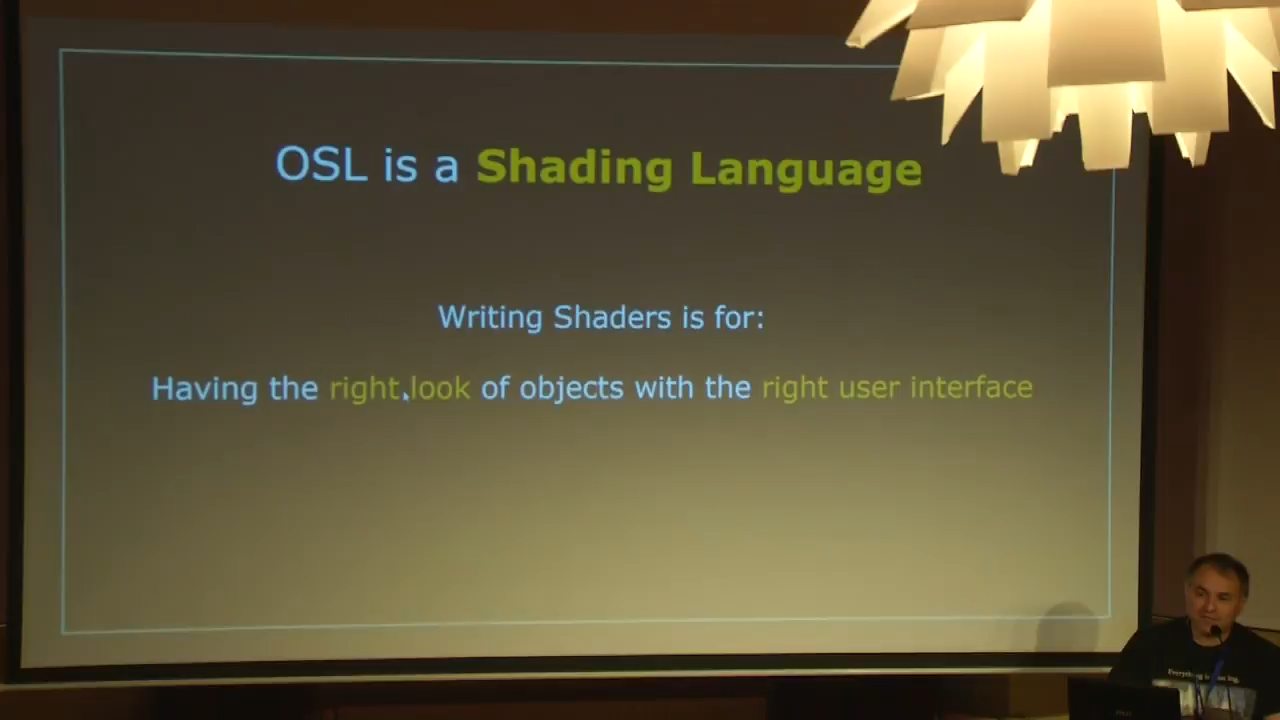 OSL is a Shading Language
Writing Shaders is for:
Having the right look of objects with the right user interface